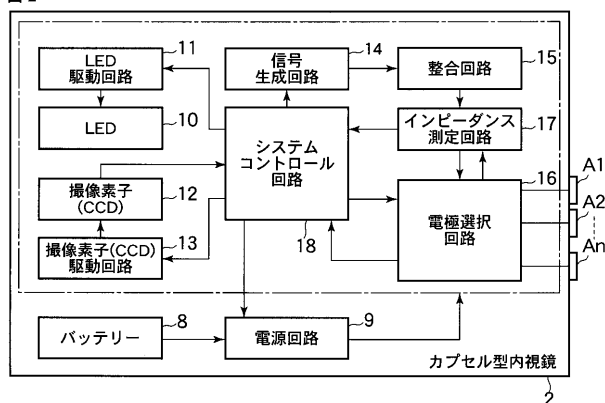 LED
駆動回路
11
信号
生成回路
14
整合回路
15
LED
10
システム
コントロール
回路
18
インピーダンス
測定回路
17
撮像素子
(CCD)
12
電極選択
回路
16
A1
A2
An
撮像素子(CCD)
駆動回路
13
バッテリー
8
電源回路
9
カプセル型内視鏡
2